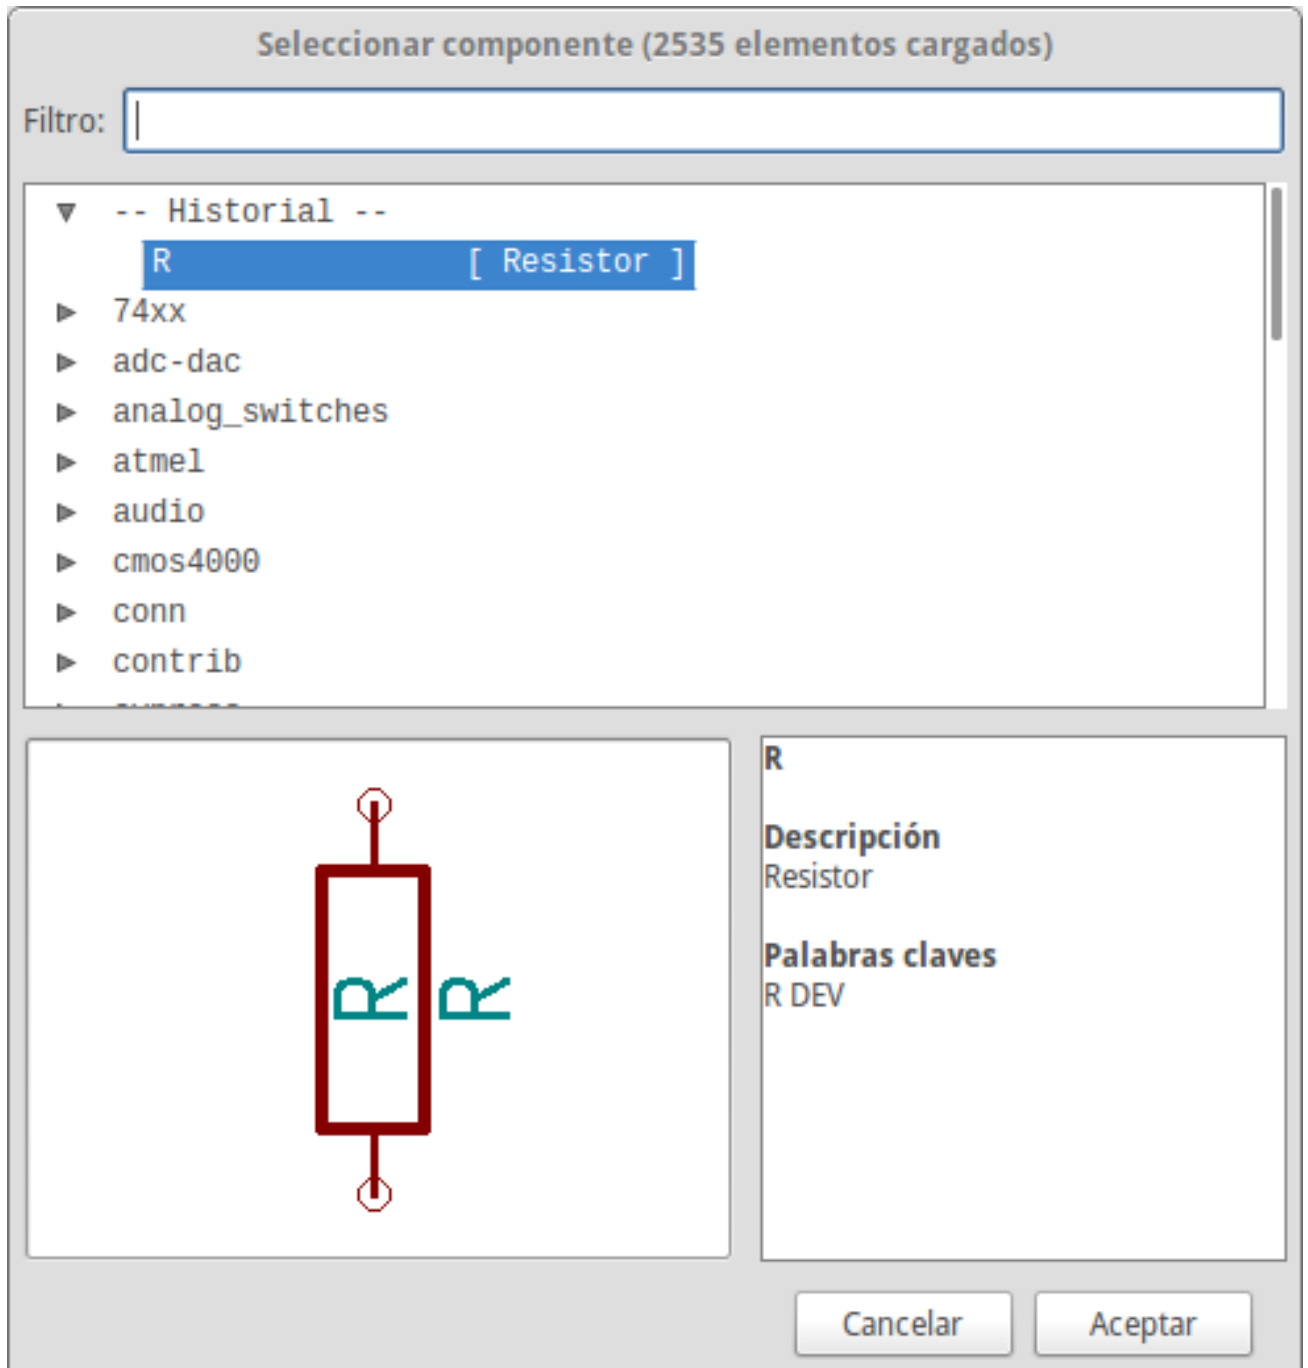 Seleccionar componente (2535 elementos cargados)
Filtro:
-- Historial --
R [ Resistor ]
74xx
adc-dac
analog_switches
atmel
audio
cmos4000
conn
contrib
R R
R
Descripción
Resistor
Palabras claves
R DEV
Cancelar Aceptar